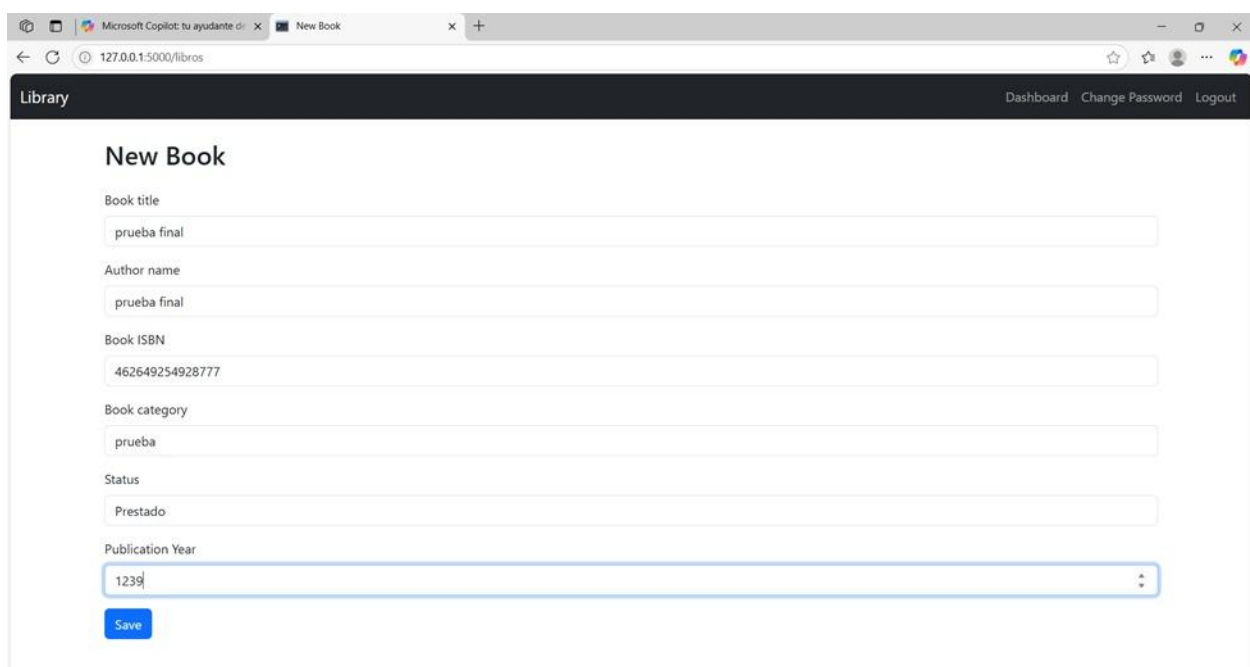 Microsoft Copilot: tu ayudante de
New Book
127.0.0.1:5000/libros
Library
Dashboard Change Password Logout
New Book
Book title
prueba final
Author name
prueba final
Book ISBN
462649254928777
Book category
prueba
Status
Prestado
Publication Year
1239
Save